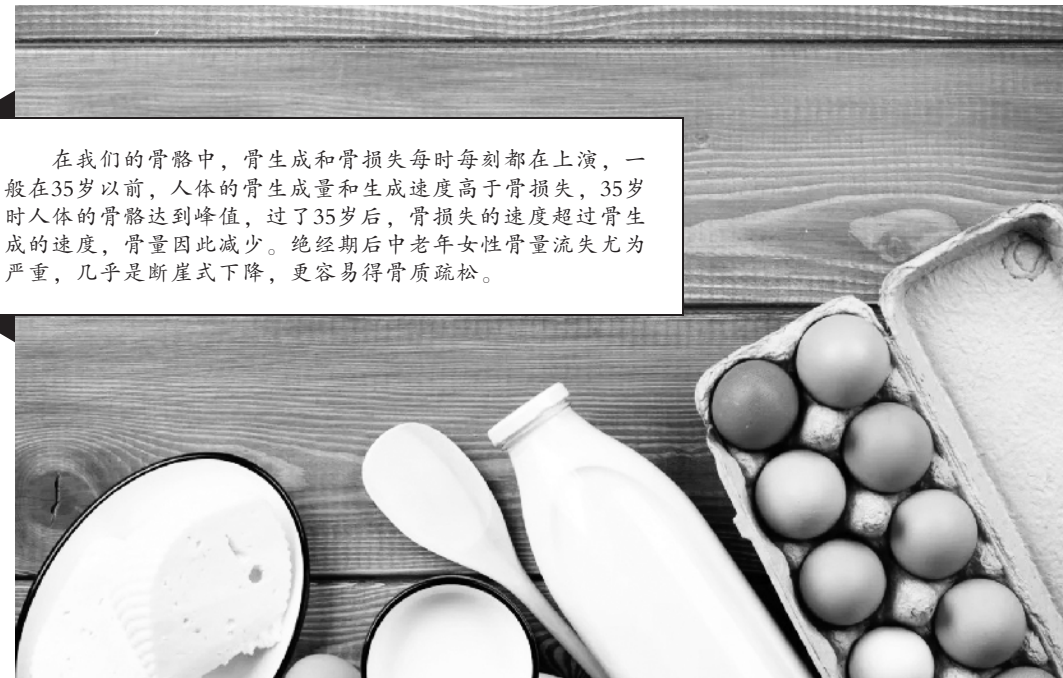 在我们的骨骼中，骨生成和骨损失每时每刻都在上演，一
般在35岁以前，人体的骨生成量和生成速度高于骨损失，35岁
时人体的骨骼达到峰值，过了35岁后，骨损失的速度超过骨生
成的速度，骨量因此减少。绝经期后中老年女性骨量流失尤为
严重，几乎是断崖式下降，更容易得骨质疏松。